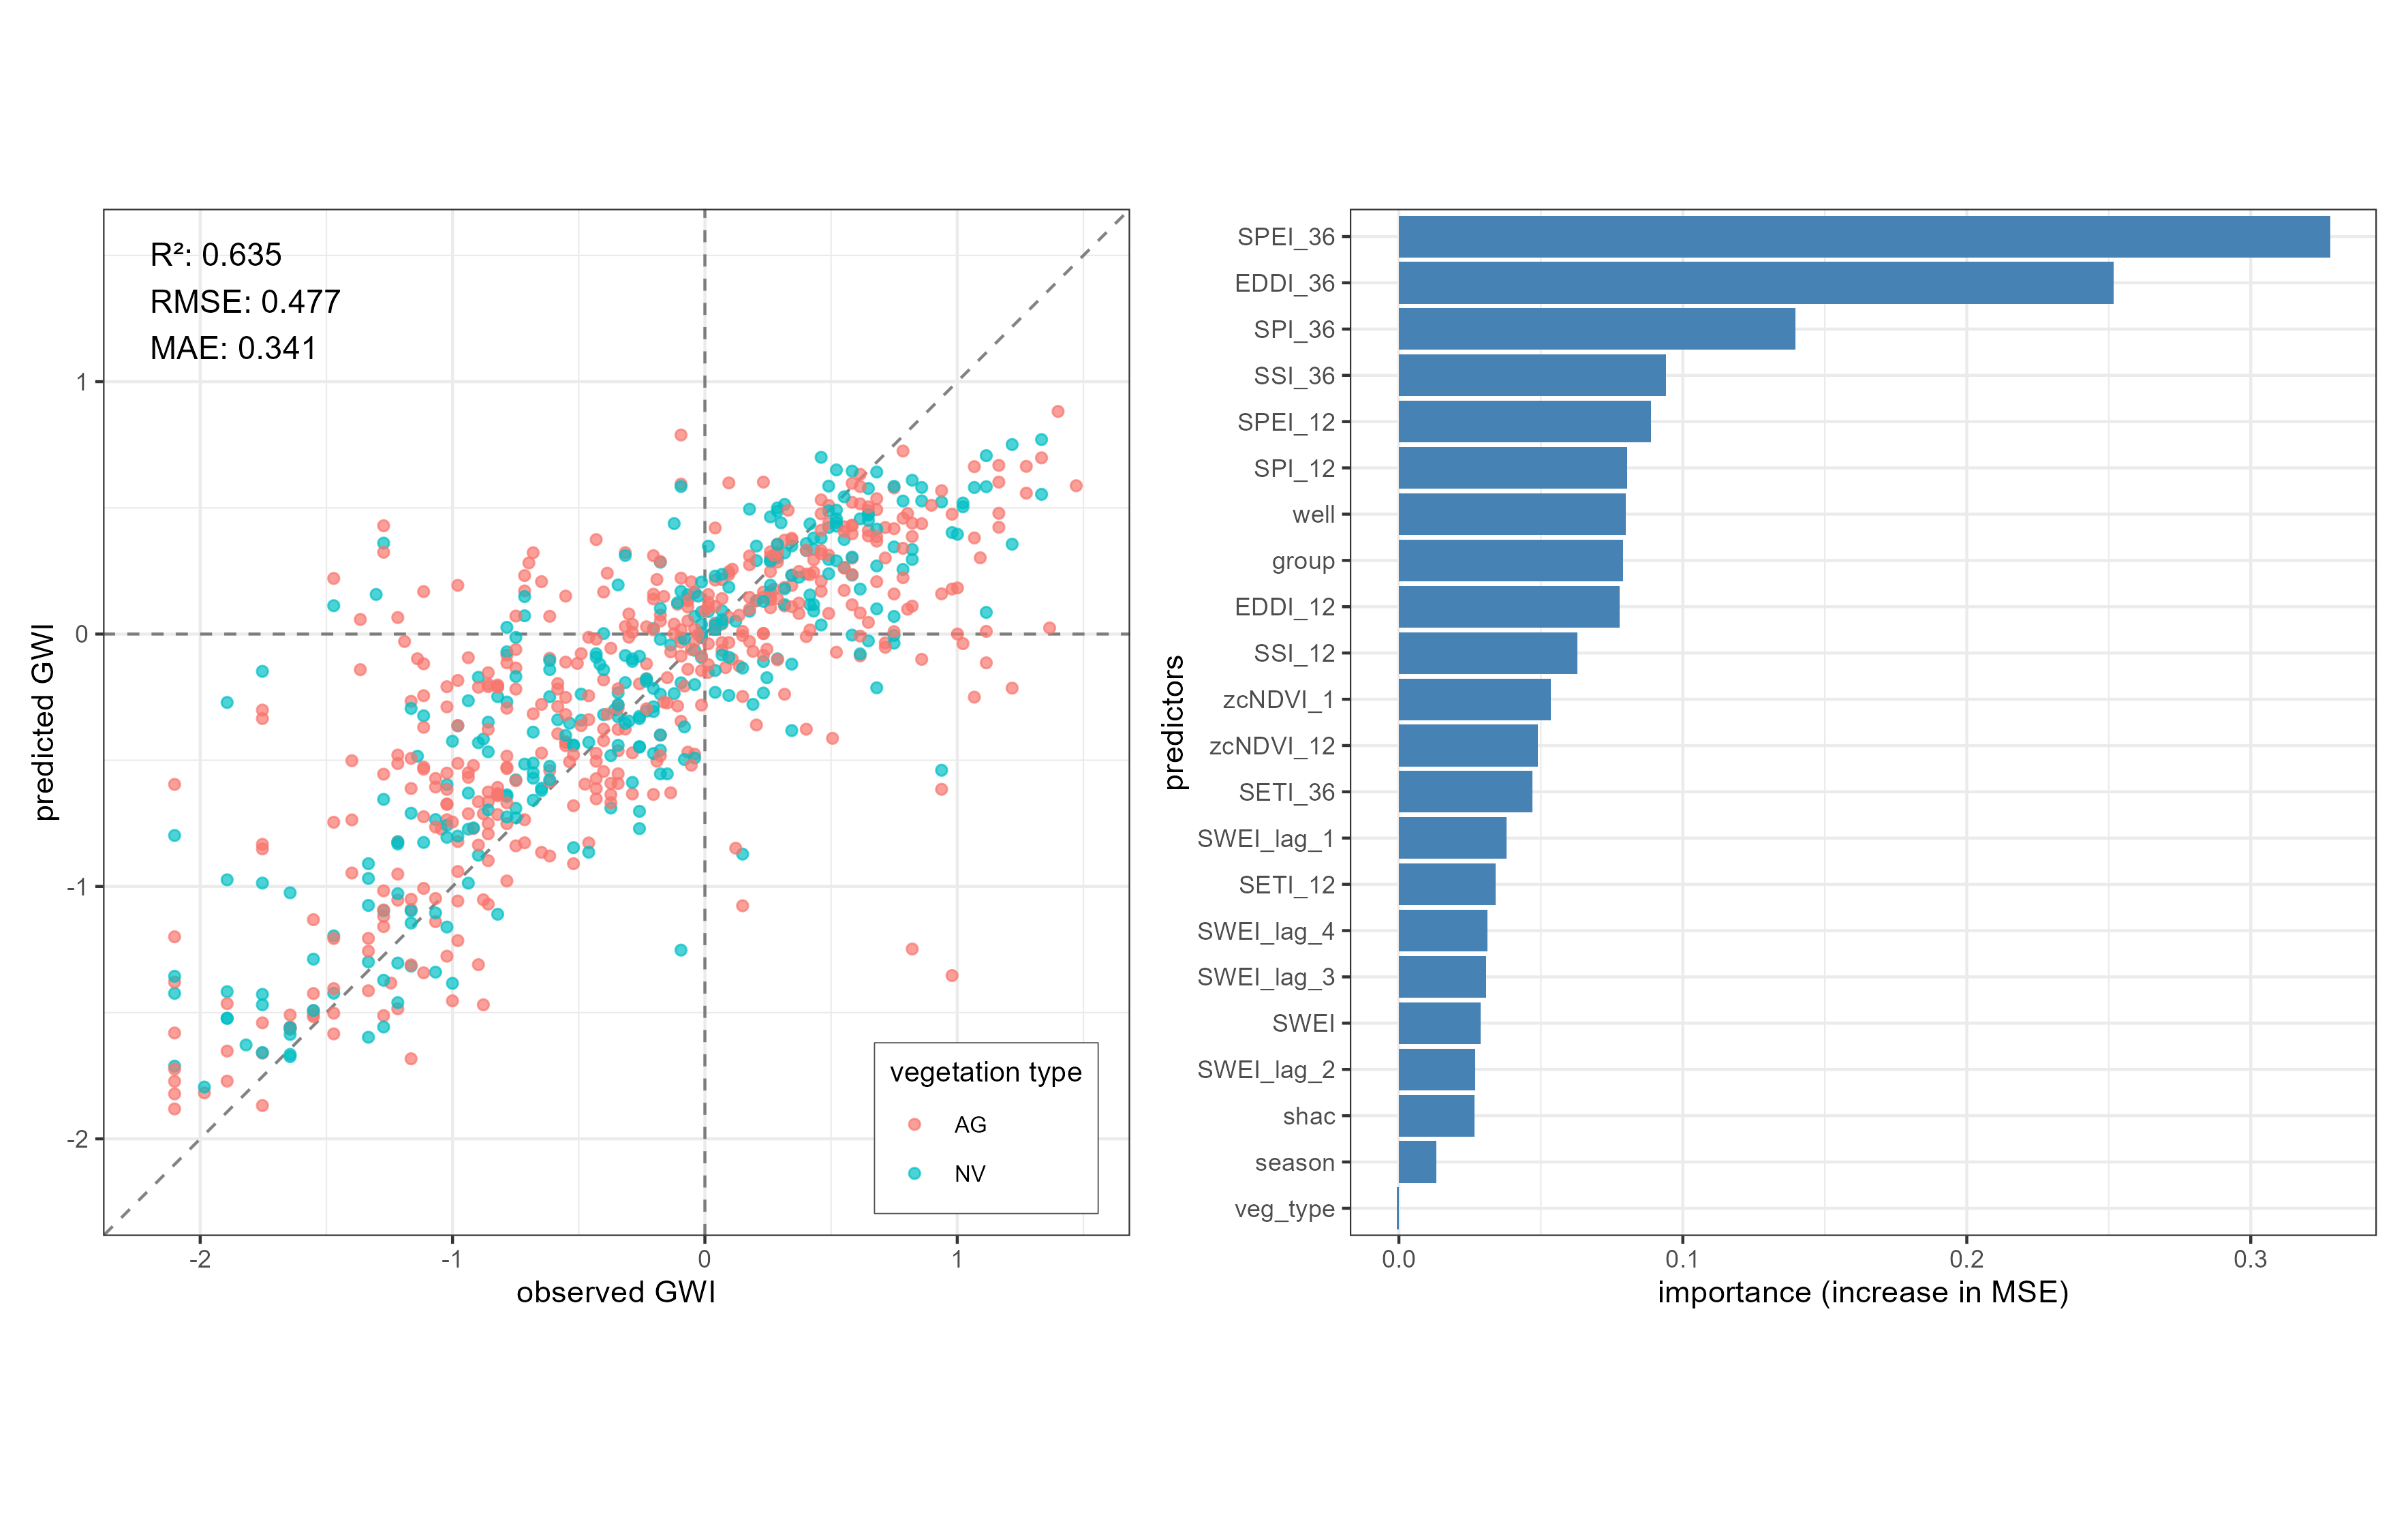 R²: 0.635
RMSE: 0.477
MAE: 0.341
1
0
-1
-2
-2
-1
0
1
predicted GWI
observed GWI
vegetation type
AG
NV
predictors
SPEI_36
EDDI_36
SPI_36
SSI_36
SPEI_12
SPI_12
well
group
EDDI_12
SSI_12
zcNDVI_1
zcNDVI_12
SETI_36
SWEI_lag_1
SETI_12
SWEI_lag_4
SWEI_lag_3
SWEI
SWEI_lag_2
shac
season
veg_type
0.0
0.1
0.2
0.3
importance (increase in MSE)